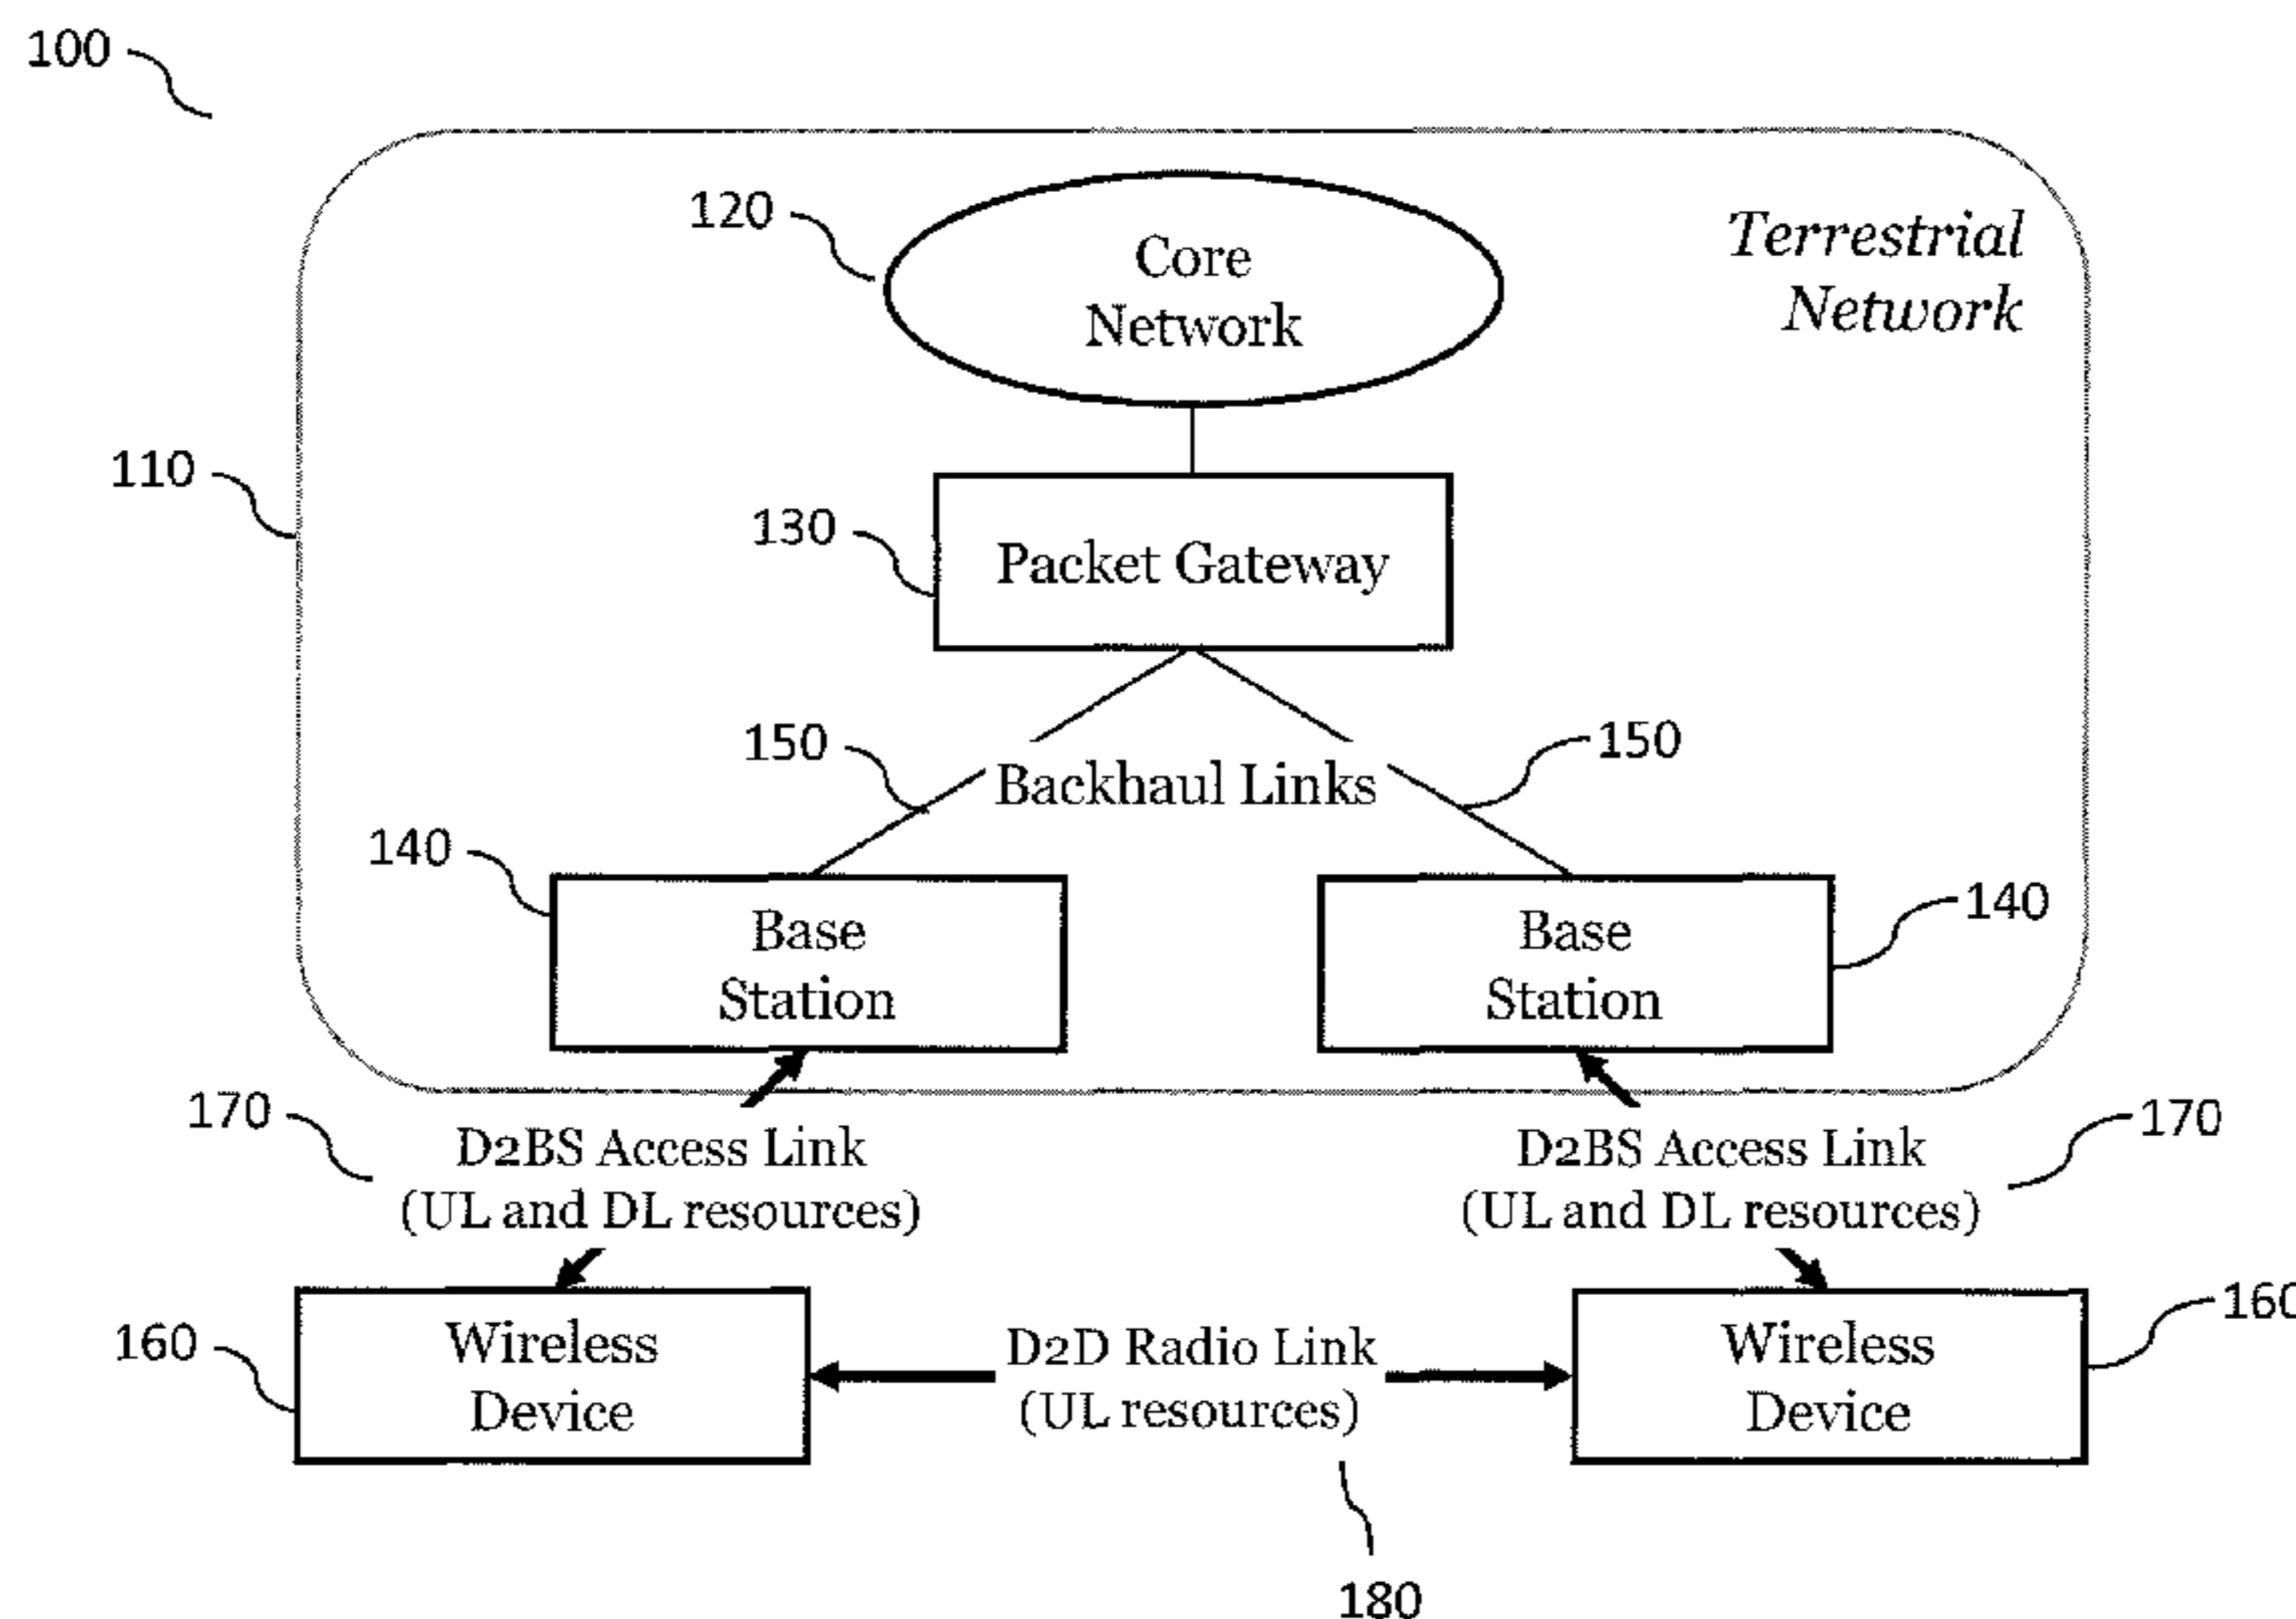 100
120
Core
Network
Terrestrial
Network
110
130
Packet Gateway
150
Backhaul Links
150
140
Base
Station
Base
Station
140
170
D2BS Access Link
(UL and DL resources)
D2BS Access Link
(UL and DL resources)
170
160
Wireless
Device
D2D Radio Link
(UL resources)
Wireless
Device
160
180